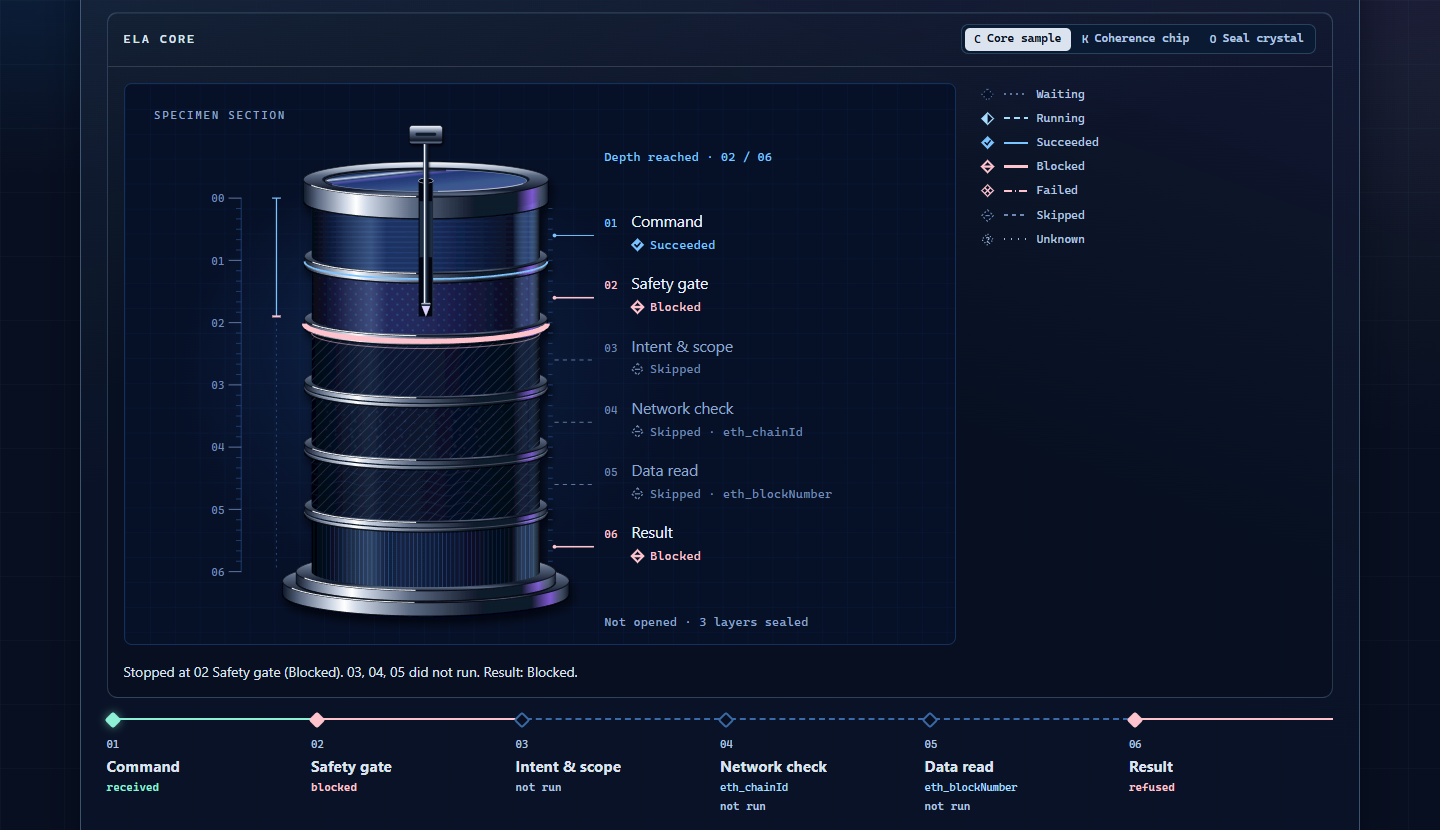 ELA CORE
C Core sample
K Coherence chip
O Seal crystal
SPECIMEN SECTION
Depth reached · 02 / 06
00
01
02
03
04
05
06
01 Command
Succeeded
02 Safety gate
Blocked
03 Intent & scope
Skipped
04 Network check
Skipped · eth_chainId
05 Data read
Skipped · eth_blockNumber
06 Result
Blocked
Not opened · 3 layers sealed
Waiting
Running
Succeeded
Blocked
Failed
Skipped
Unknown
Stopped at 02 Safety gate (Blocked). 03, 04, 05 did not run. Result: Blocked.
01
Command
received
02
Safety gate
blocked
03
Intent & scope
not run
04
Network check
eth_chainId
not run
05
Data read
eth_blockNumber
not run
06
Result
refused